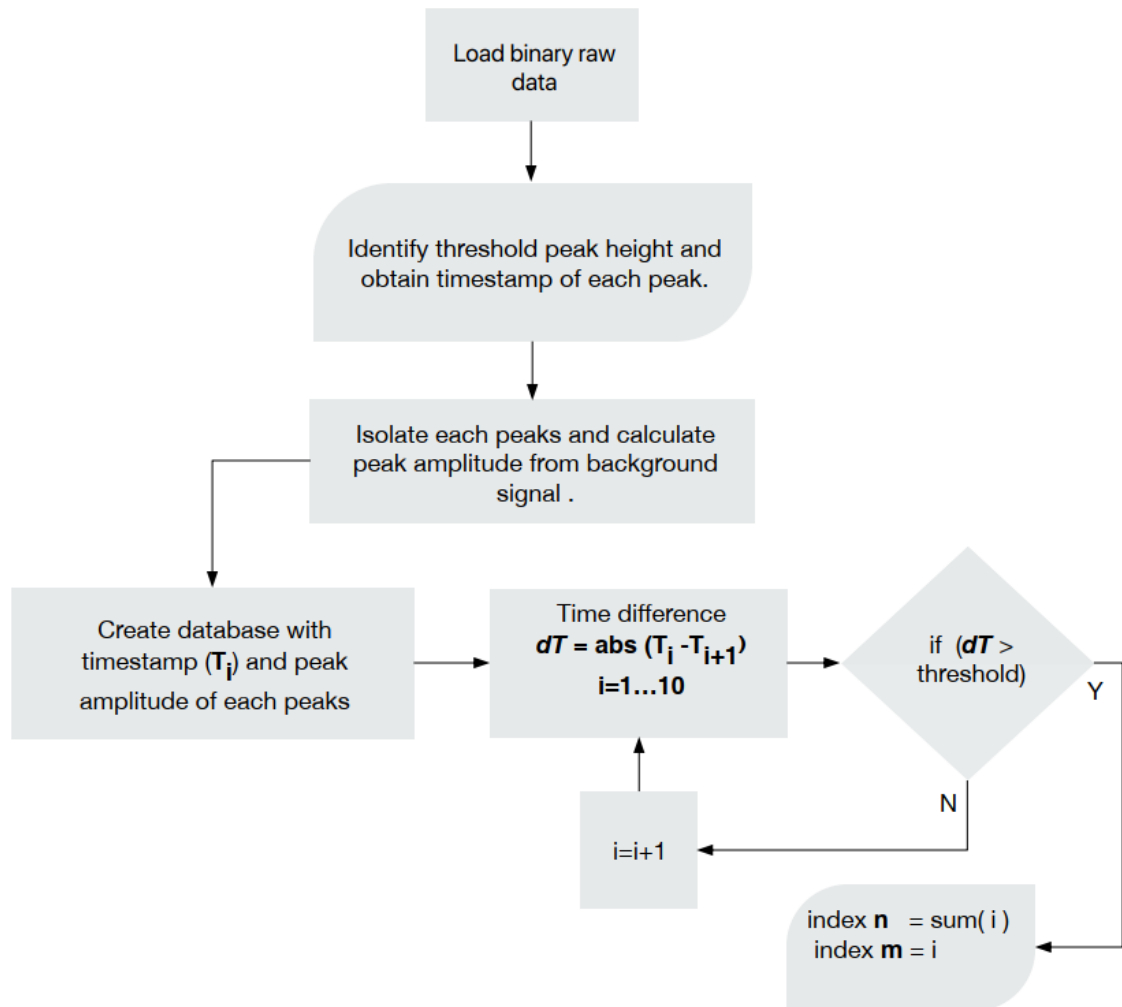 Load binary raw
data
Identify threshold peak height and
obtain timestamp of each peak.
Isolate each peaks and calculate
peak amplitude from background
signal .
Create database with
timestamp (Ti) and peak
amplitude of each peaks
Time difference
dT = abs (Ti -Ti+1)
i=1...10
if (dT >
threshold)
Y
N
i=i+1
index n = sum( i )
index m = i